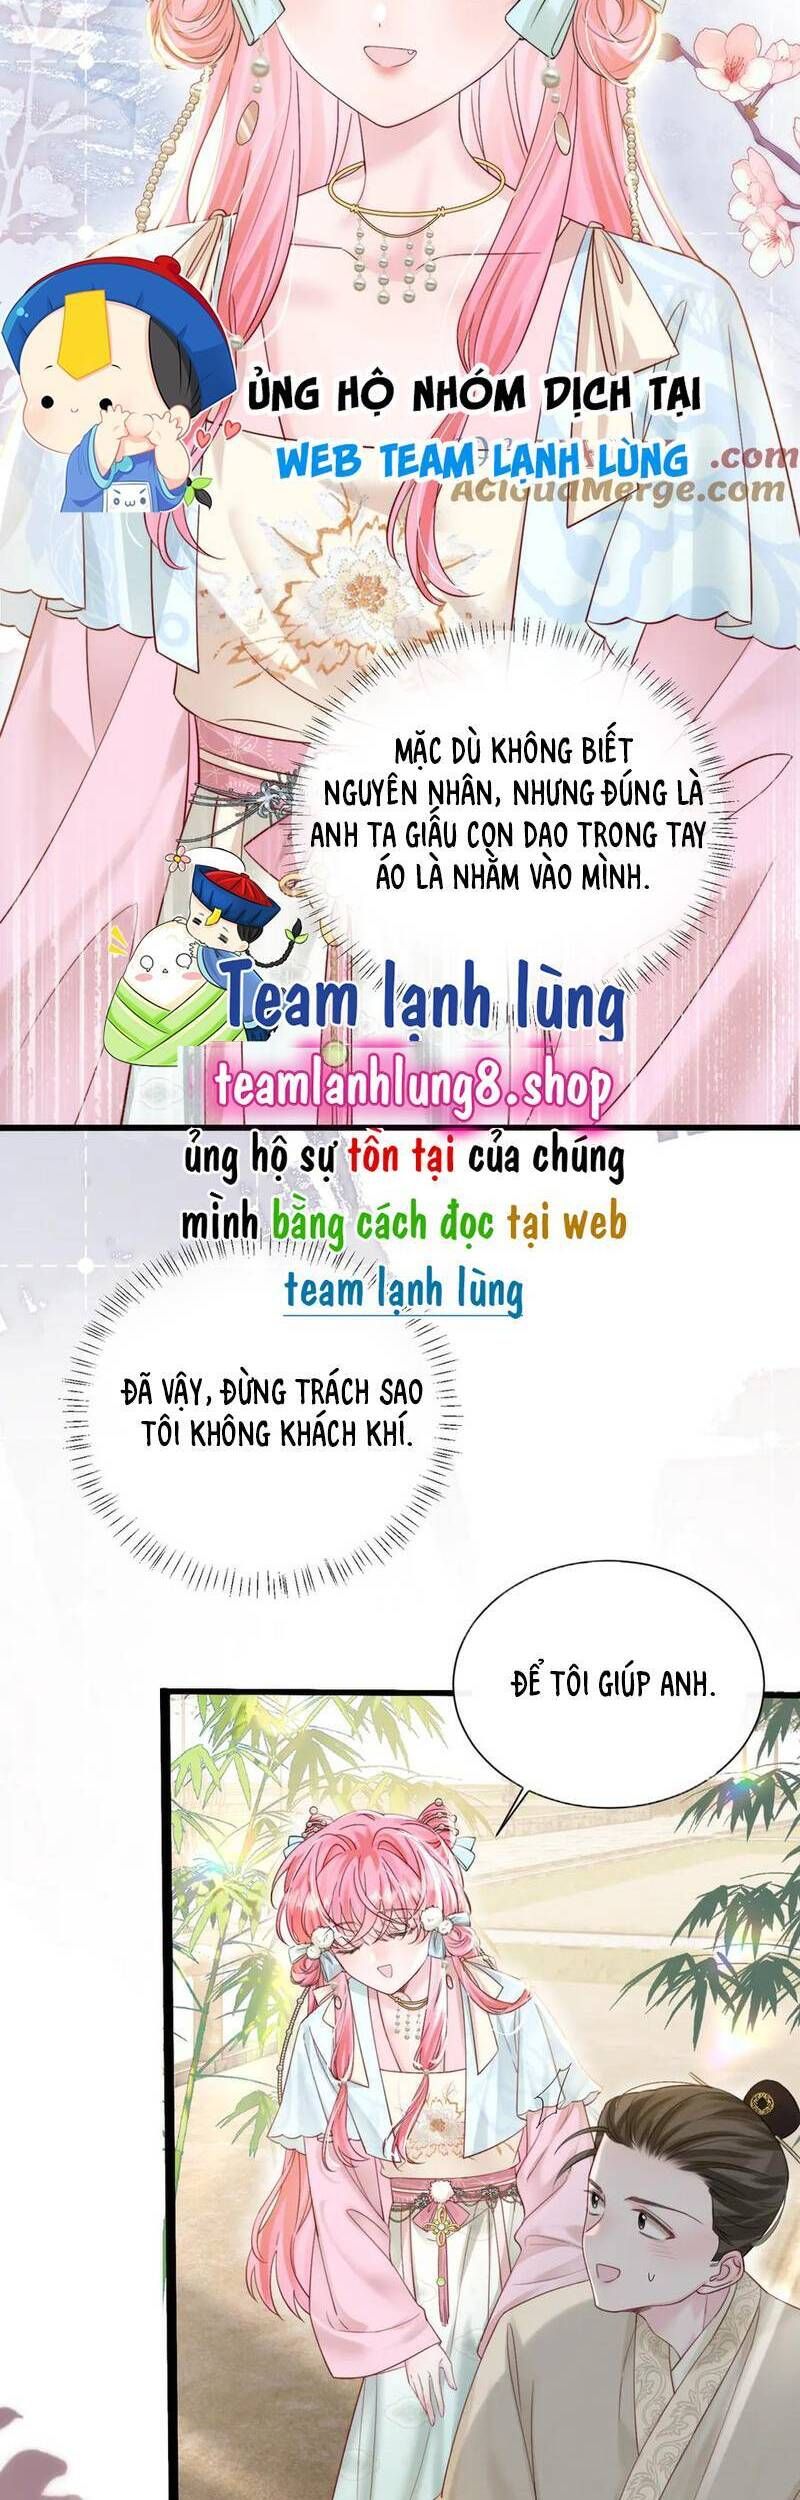 ỦNG HỘ NHÓM DỊCH TẠI
WEB TEAM LẠNH LÙNG .com
AcloudMerge.com
MẶC DÙ KHÔNG BIẾT
NGUYÊN NHÂN, NHƯNG ĐÚNG LÀ
ANH TA GIẤU CON DAO TRONG TAY
ÁO LÀ NHẰM VÀO MÌNH.
Team lạnh lùng
teamlanhlung8.shop
ủng hộ sự tồn tại của chúng
mình bằng cách đọc tại web
team lạnh lùng
ĐÃ VẬY, ĐỪNG TRÁCH SAO
TÔI KHÔNG KHÁCH KHÍ.
ĐỂ TÔI GIÚP ANH.